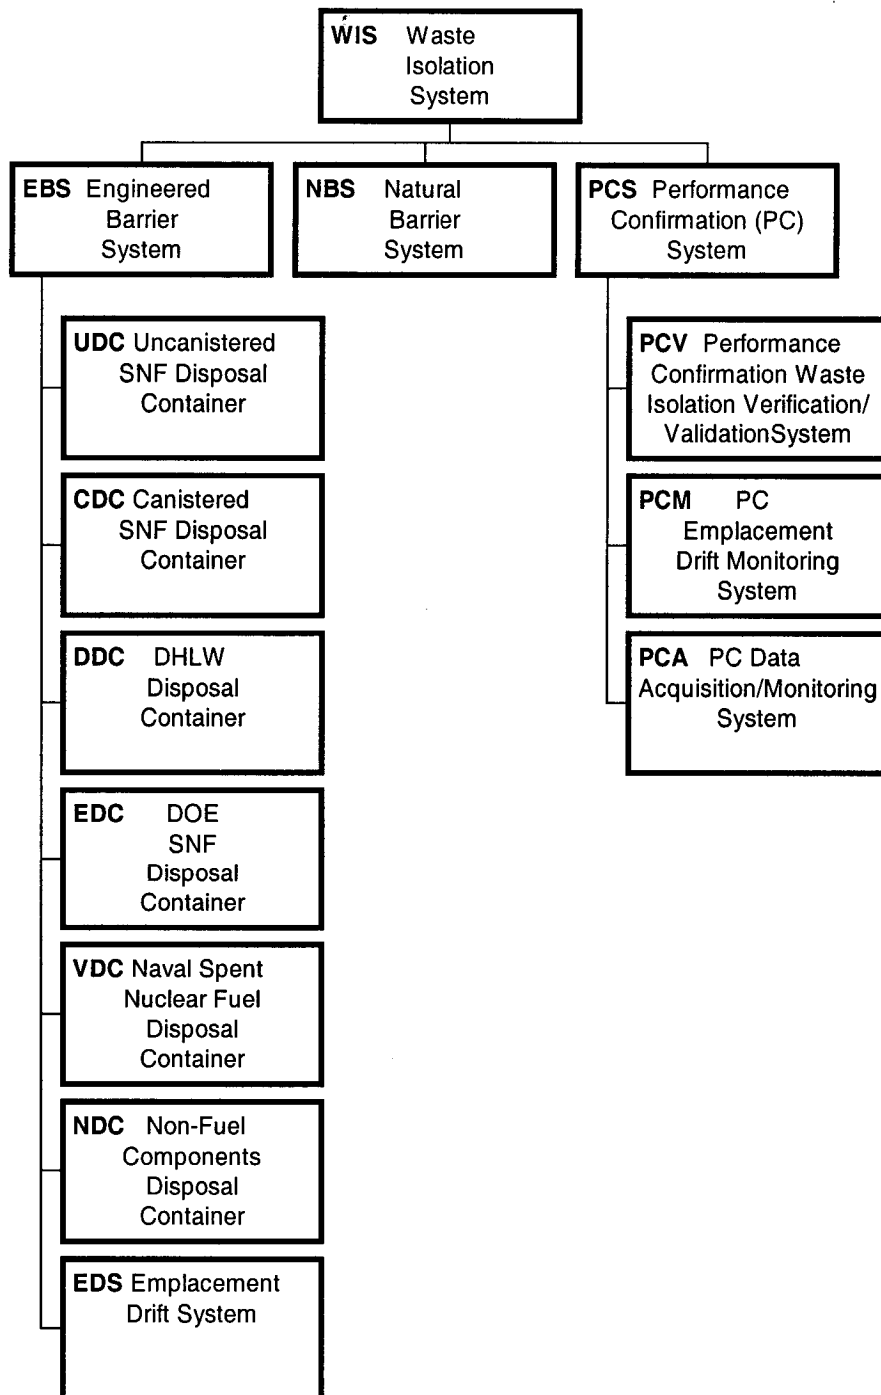 WIS Waste
Isolation
System
EBS Engineered
Barrier
System
NBS Natural
Barrier
System
PCS Performance
Confirmation (PC)
System
UDC Uncanistered
SNF Disposal
Container
CDC Canistered
SNF Disposal
Container
DDC DHLW
Disposal
Container
EDC DOE
SNF
Disposal
Container
VDC Naval Spent
Nuclear Fuel
Disposal
Container
NDC Non-Fuel
Components
Disposal
Container
EDS Emplacement
Drift System
PCV Performance
Confirmation Waste
Isolation Verification/
ValidationSystem
PCM PC
Emplacement
Drift Monitoring
System
PCA PC Data
Acquisition/Monitoring
System